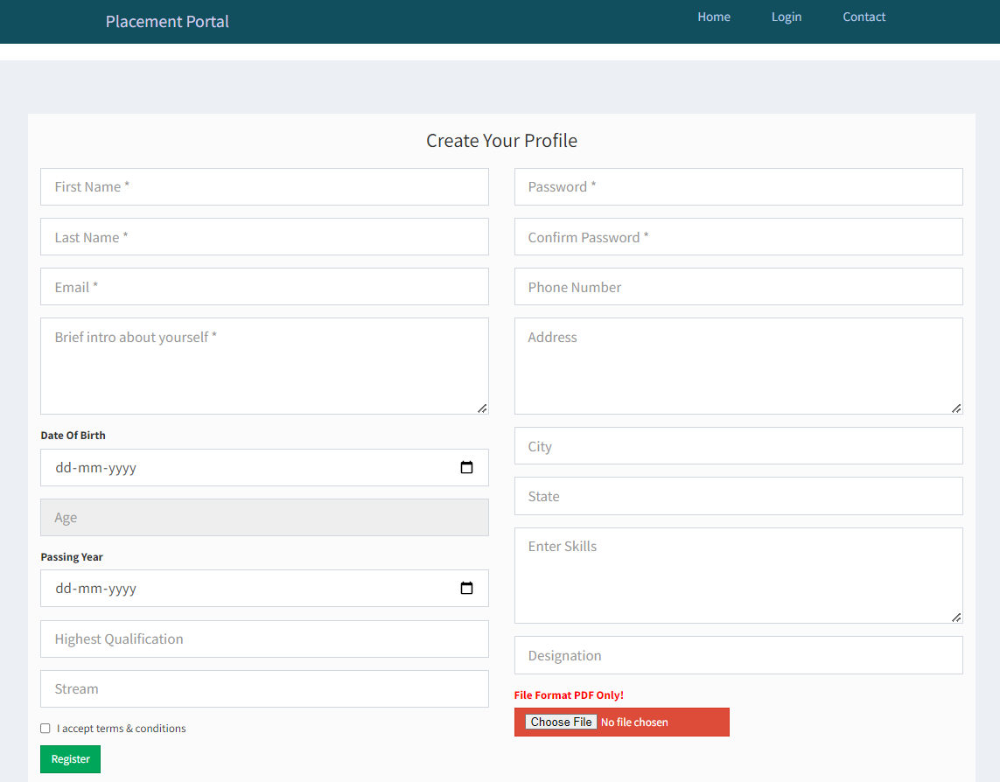 Placement Portal
Home Login Contact
Create Your Profile
First Name *
Last Name *
Email *
Brief intro about yourself *
Date Of Birth
dd-mm-yyyy
Age
Passing Year
dd-mm-yyyy
Highest Qualification
Stream
I accept terms & conditions
Register
Password *
Confirm Password *
Phone Number
Address
City
State
Enter Skills
Designation
File Format PDF Only!
Choose File No file chosen